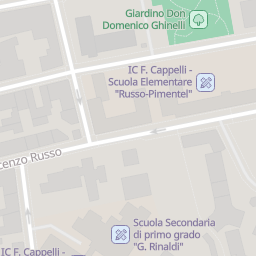 Giardino Don
Domenico Ghinelli
IC F. Cappelli -
Scuola Elementare
"Russo-Pimentel"
cenzo Russo
Scuola Secondaria
di primo grado
"G. Rinaldi"
IC F. Cappelli -